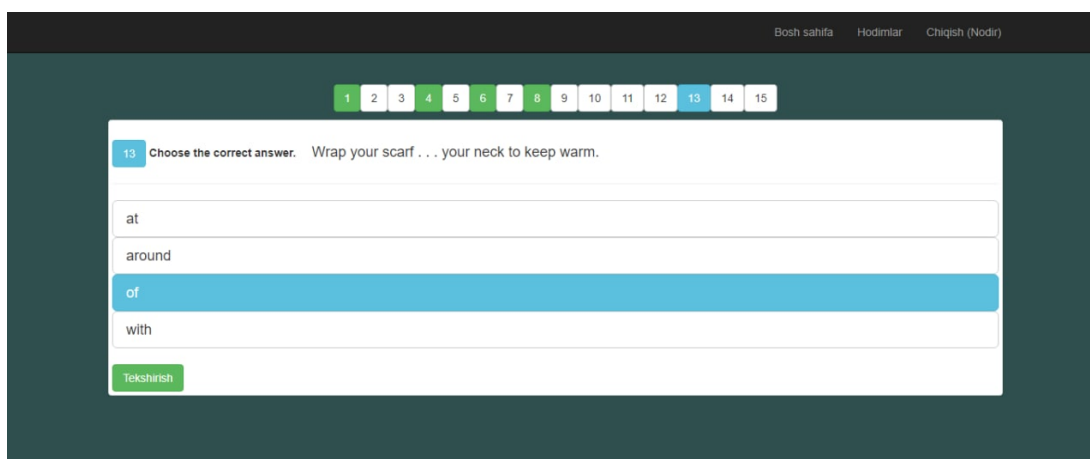 Bosh sahifa Hodimlar Chiqish (Nodir)
1 2 3 4 5 6 7 8 9 10 11 12 13 14 15
13 Choose the correct answer. Wrap your scarf . . . your neck to keep warm.
at
around
of
with
Tekshirish